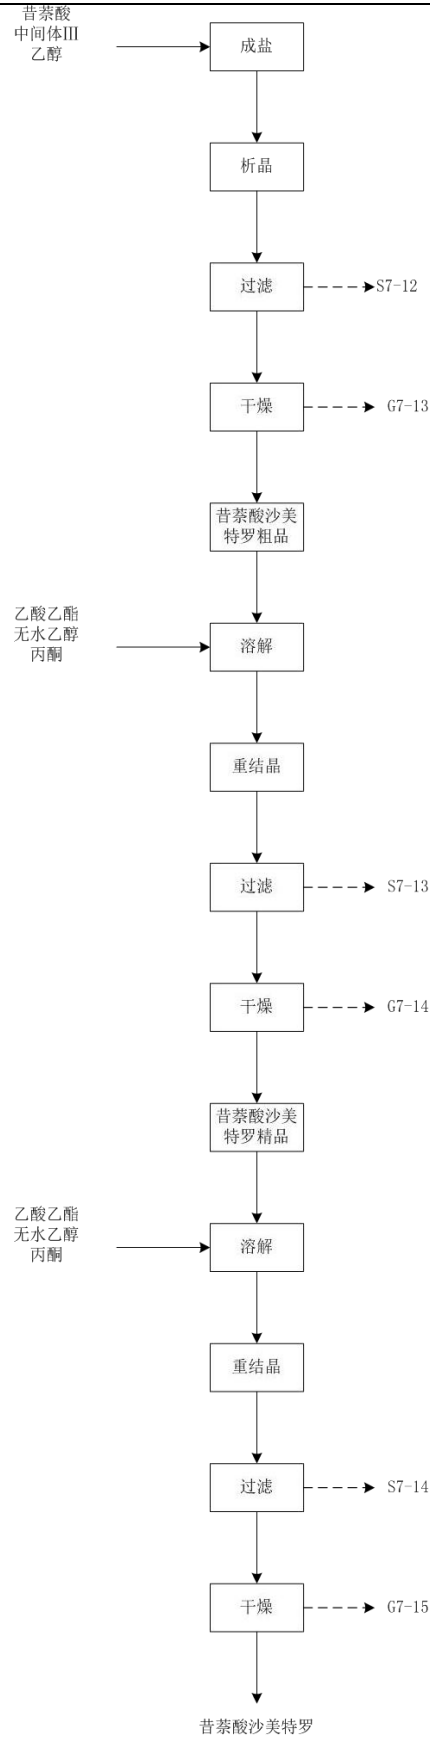 昔萘酸
中间体III
乙醇
成盐
析晶
过滤
S7-12
干燥
G7-13
昔萘酸沙美
特罗粗品
乙酸乙酯
无水乙醇
丙酮
溶解
重结晶
过滤
S7-13
干燥
G7-14
昔萘酸沙美
特罗精品
乙酸乙酯
无水乙醇
丙酮
溶解
重结晶
过滤
S7-14
干燥
G7-15
昔萘酸沙美特罗